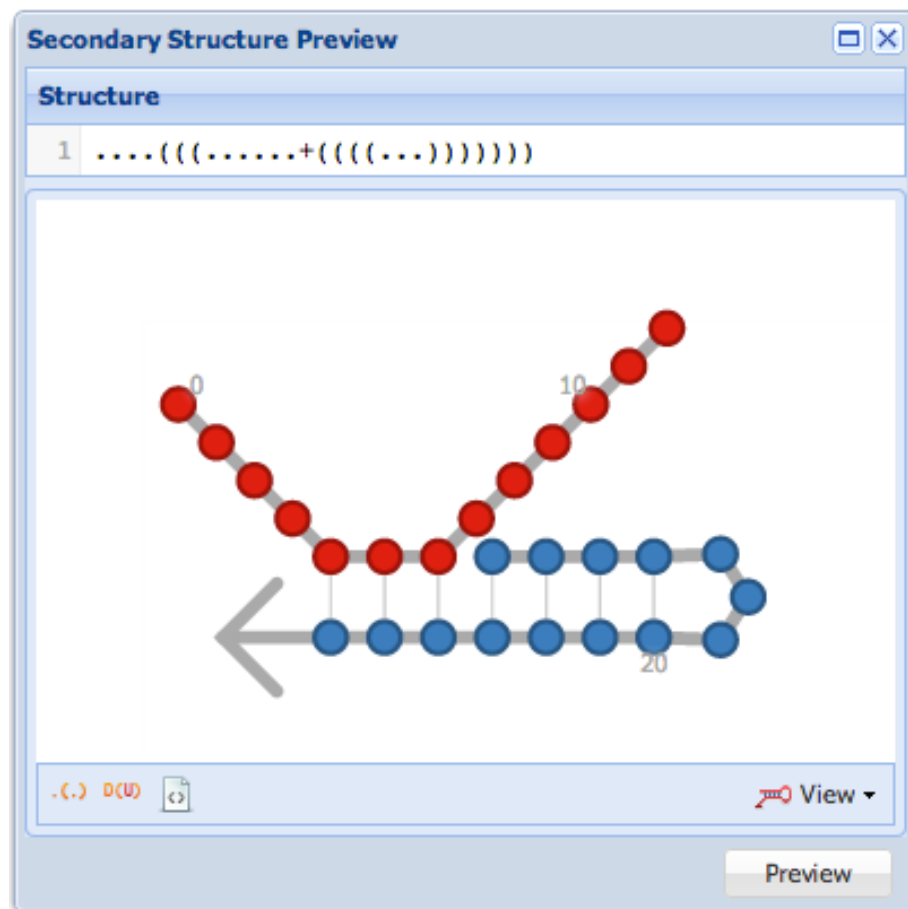 Secondary Structure Preview
Structure
1 ....(((......+((((...)))))))
0
10
20
.(.) D(U) <> View
Preview